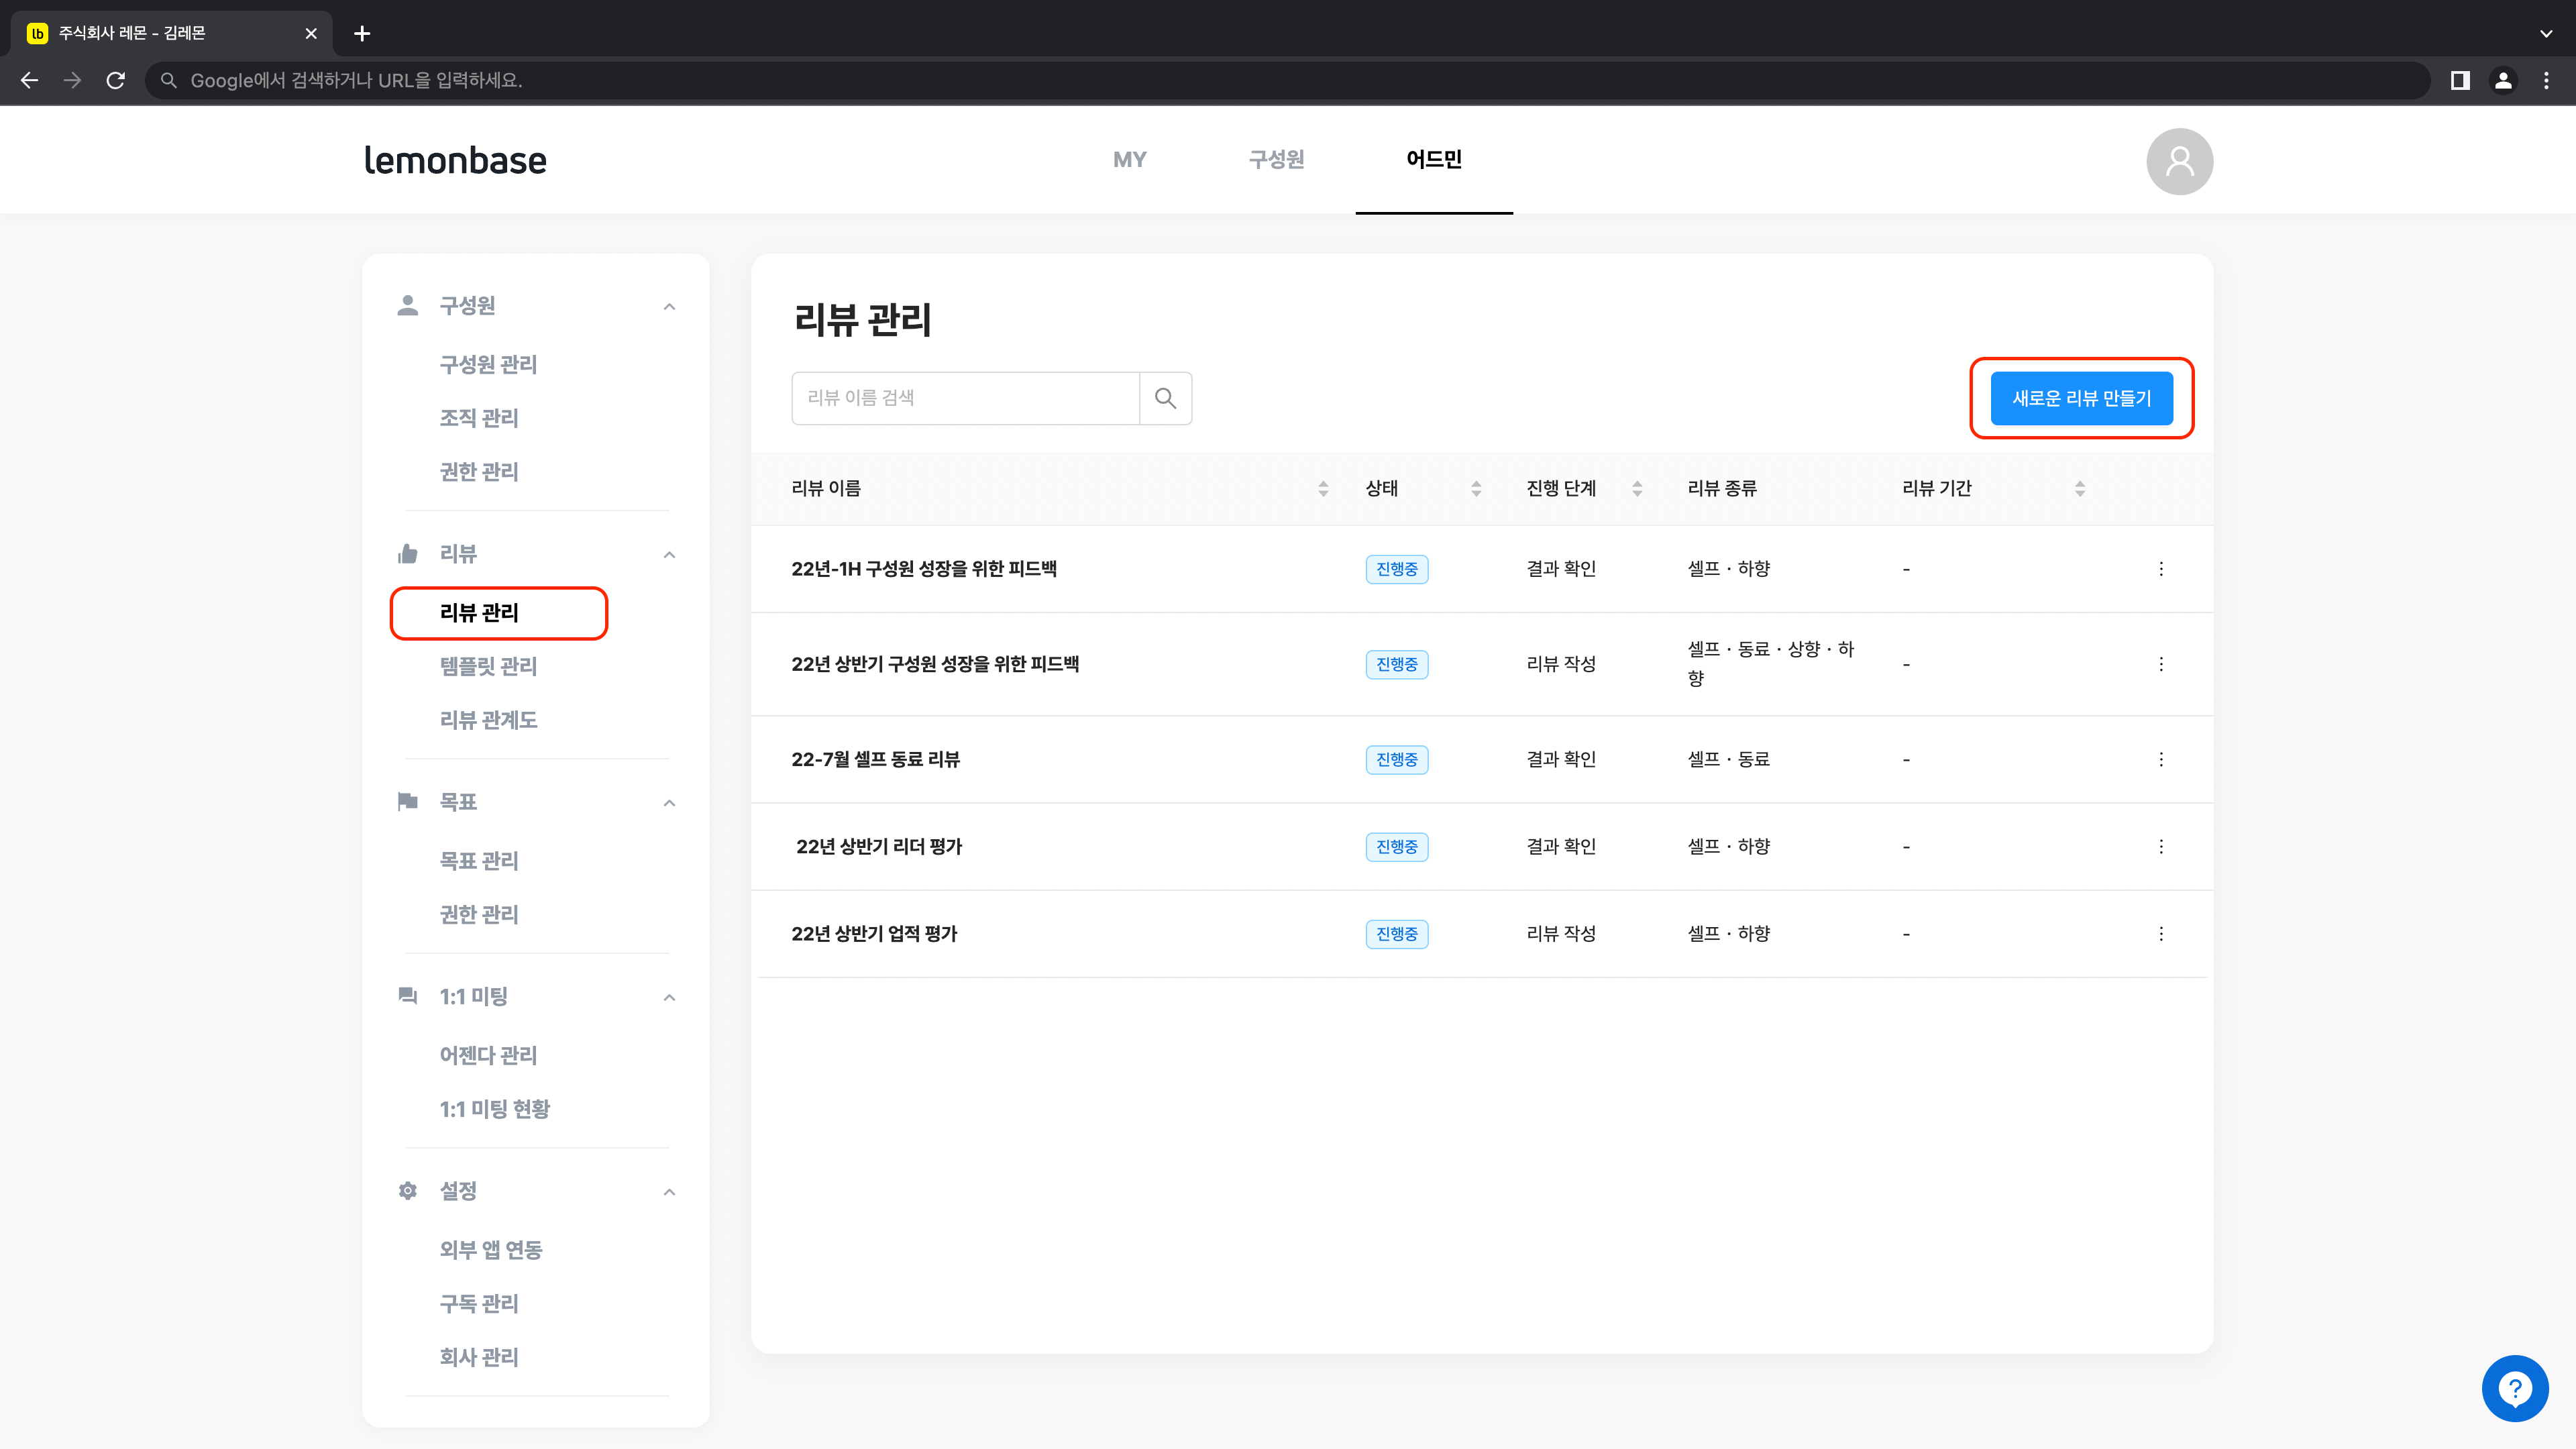 lb 주식회사 레몬 - 김레몬
Google에서 검색하거나 URL을 입력하세요.
lemonbase
MY 구성원 어드민
구성원
구성원 관리
조직 관리
권한 관리
리뷰
리뷰 관리
템플릿 관리
리뷰 관계도
목표
목표 관리
권한 관리
1:1 미팅
어젠다 관리
1:1 미팅 현황
설정
외부 앱 연동
구독 관리
회사 관리
리뷰 관리
리뷰 이름 검색
새로운 리뷰 만들기
리뷰 이름 상태 진행 단계 리뷰 종류 리뷰 기간
22년-1H 구성원 성장을 위한 피드백 진행중 결과 확인 셀프 · 하향 -
22년 상반기 구성원 성장을 위한 피드백 진행중 리뷰 작성 셀프 · 동료 · 상향 · 하
향 -
22-7월 셀프 동료 리뷰 진행중 결과 확인 셀프 · 동료 -
22년 상반기 리더 평가 진행중 결과 확인 셀프 · 하향 -
22년 상반기 업적 평가 진행중 리뷰 작성 셀프 · 하향 -
?